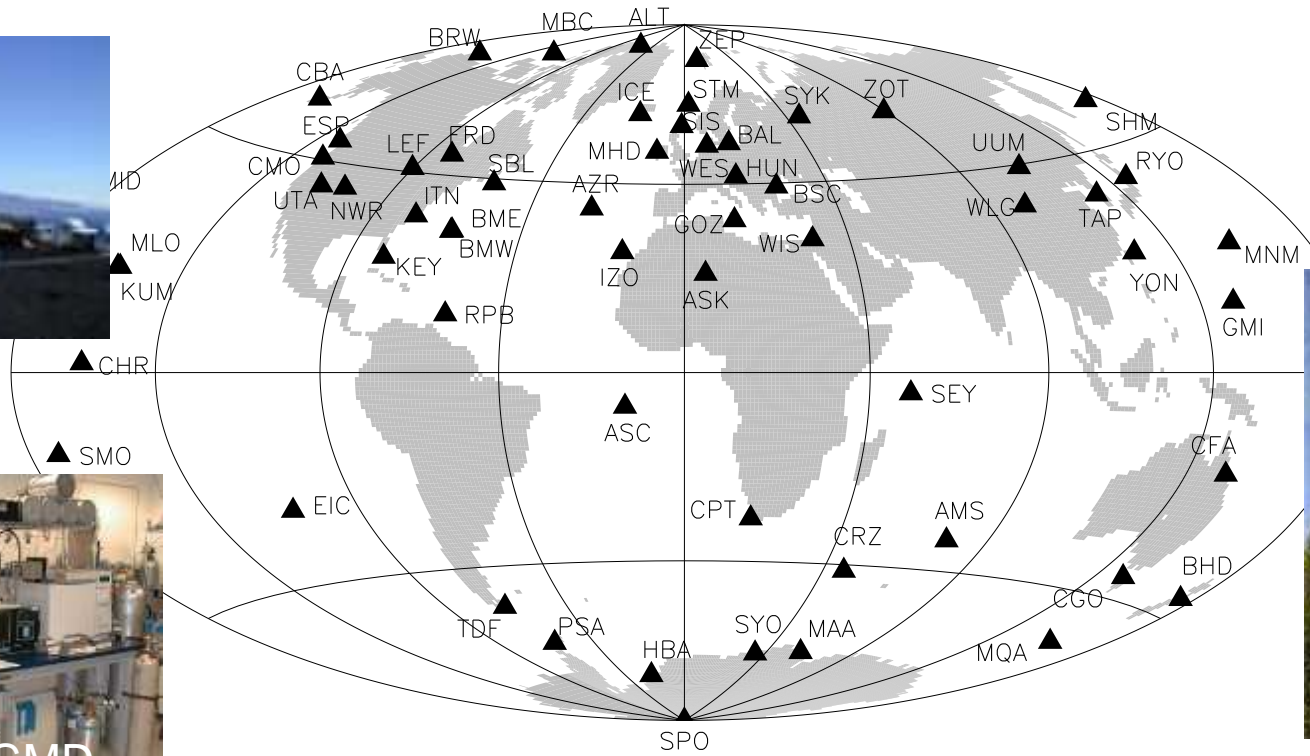 ALT
MBC
BRW
ZEP
CBA
ICE
STM
SYK
ZOT
SHM
ESP
SIS
BAL
LEF
FRD
UUM
MHD
RYO
CMO
SBL
WES
HUN
AZR
BSC
UTA
NWR
ITN
WLG
TAP
BME
GOZ
BMW
WIS
MLO
KEY
IZO
MNM
YON
KUM
ASK
RPB
GMI
CHR
SEY
ASC
SMO
CFA
EIC
CPT
AMS
CRZ
BHD
CGO
TDF
PSA
SYO
MAA
HBA
MQA
SPO